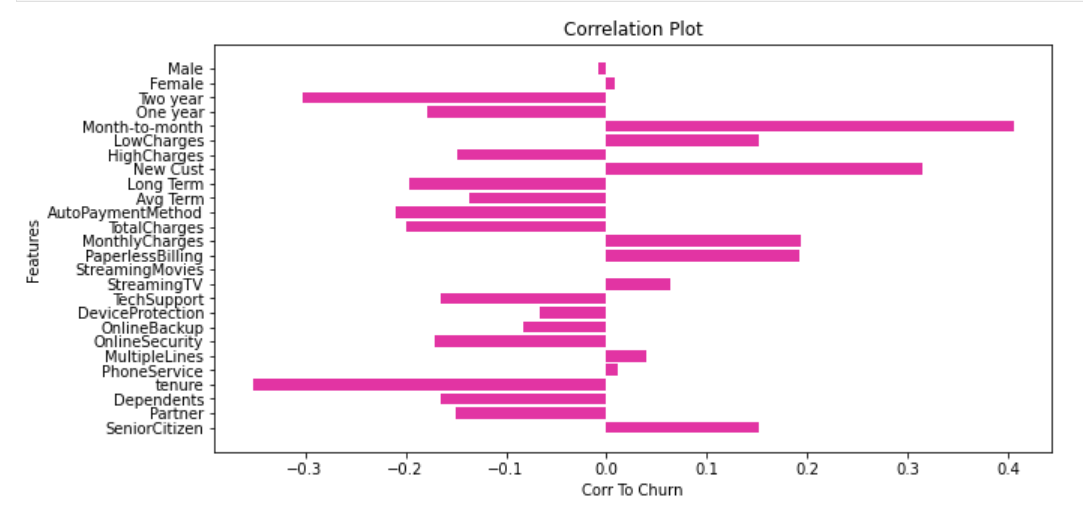 Correlation Plot
Male
Female
Two year
One year
Month-to-month
LowCharges
HighCharges
New Cust
Long Term
Avg Term
AutoPaymentMethod
TotalCharges
MonthlyCharges
PaperlessBilling
StreamingMovies
StreamingTV
TechSupport
DeviceProtection
OnlineBackup
OnlineSecurity
MultipleLines
PhoneService
tenure
Dependents
Partner
SeniorCitizen
Features
−0.3 −0.2 −0.1 0.0 0.1 0.2 0.3 0.4
Corr To Churn